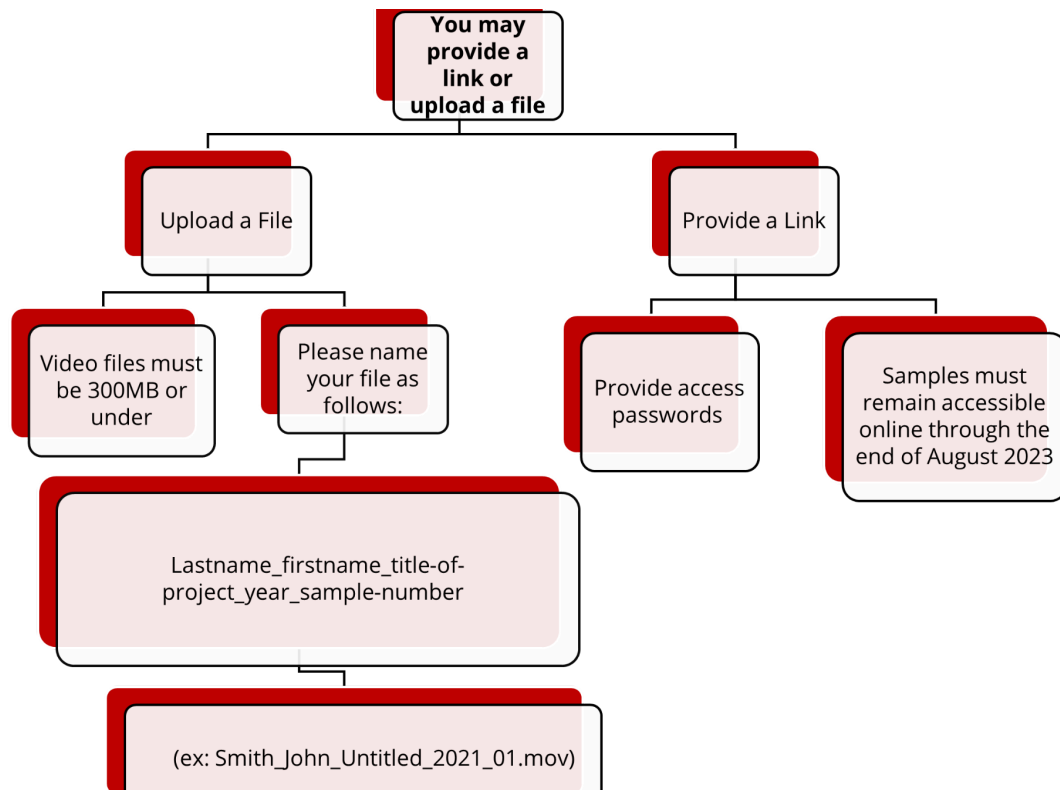 You may
provide a
link or
upload a file
Upload a File
Provide a Link
Video files must
be 300MB or
under
Please name
your file as
follows:
Provide access
passwords
Samples must
remain accessible
online through the
end of August 2023
Lastname_firstname_title-of-
project_year_sample-number
(ex: Smith_John_Untitled_2021_01.mov)